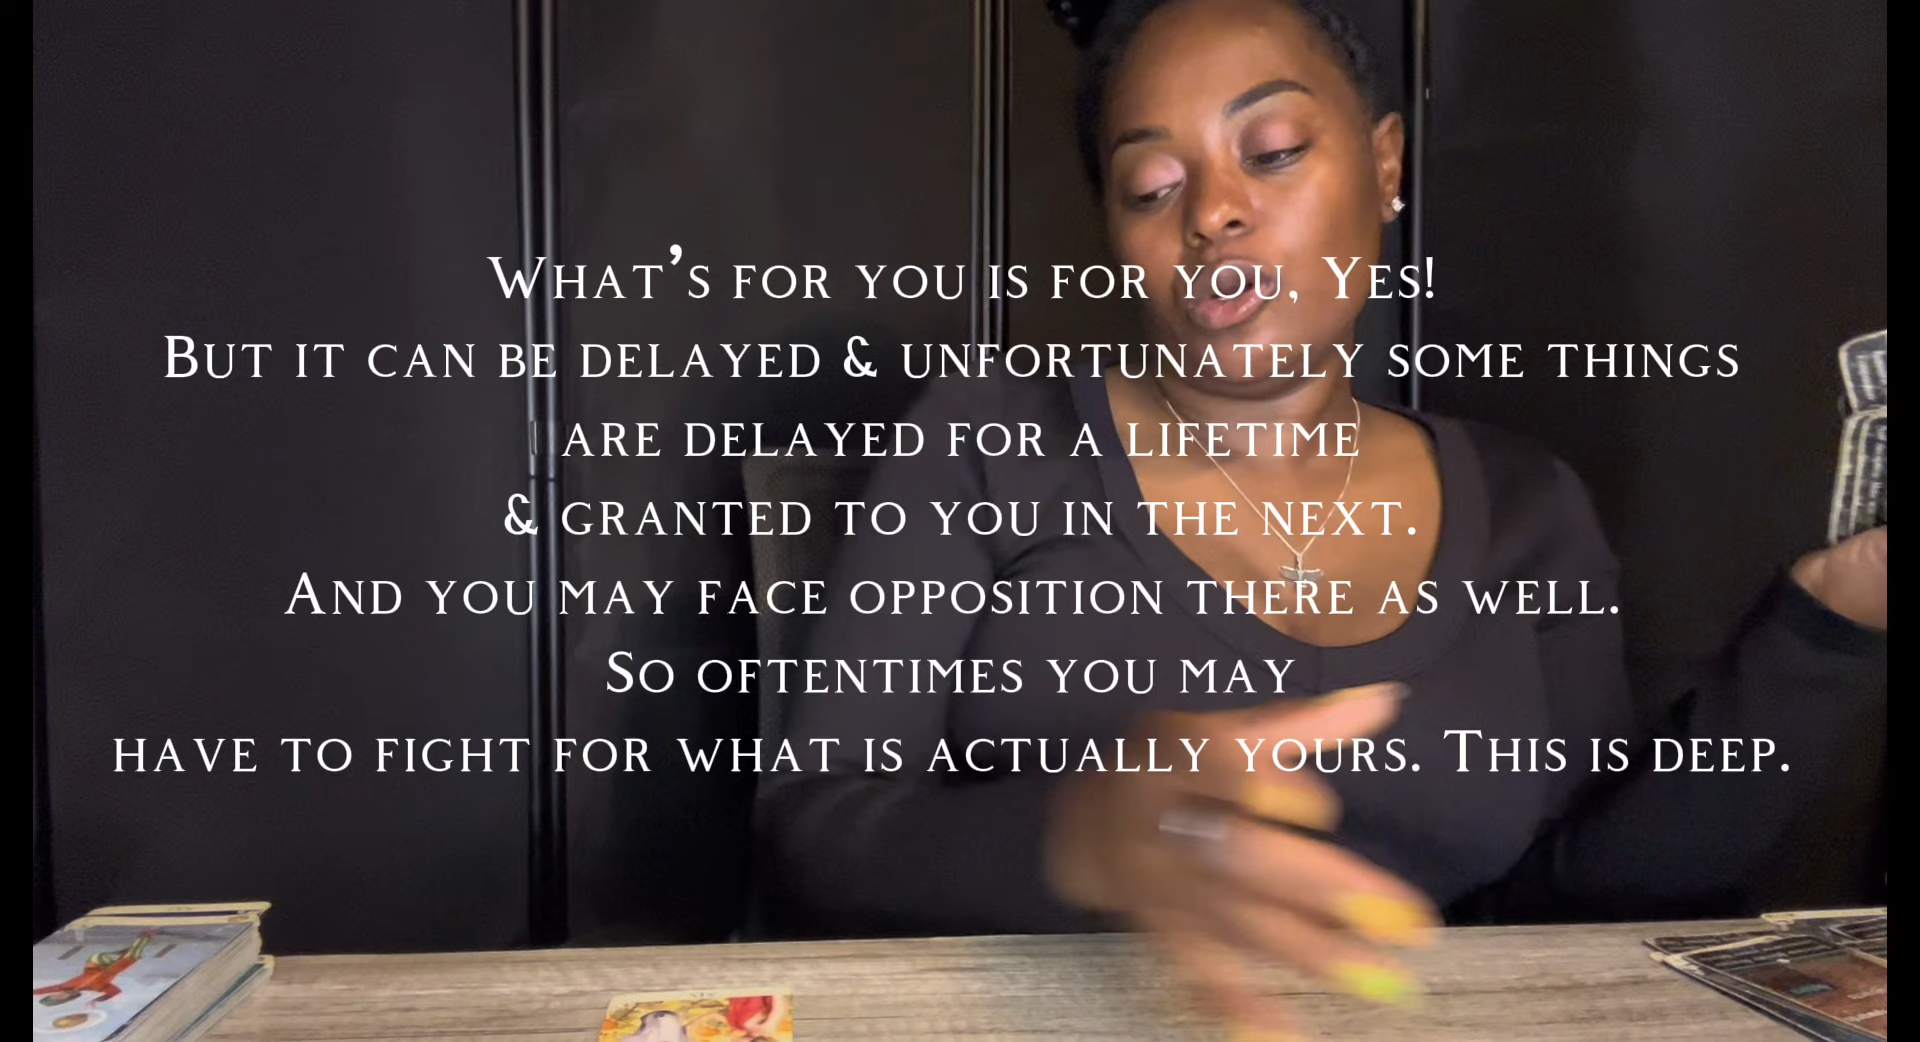 What's for you is for you, Yes!
But it can be delayed & unfortunately some things
are delayed for a lifetime
& granted to you in the next.
And you may face opposition there as well.
So oftentimes you may
have to fight for what is actually yours. This is deep.